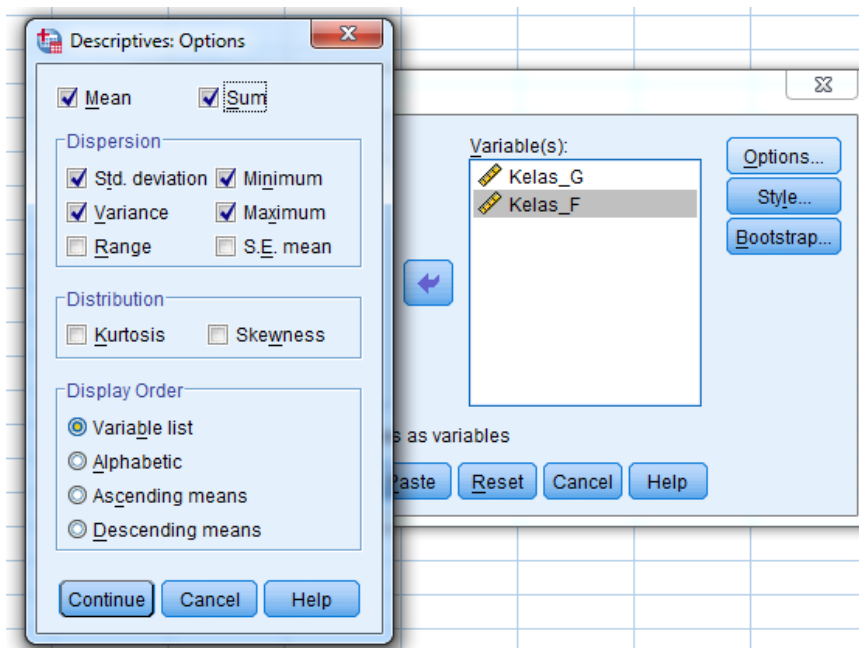 Descriptives: Options
Mean
Sum
Dispersion
Std. deviation
Minimum
Variance
Maximum
Range
S.E. mean
Distribution
Kurtosis
Skewness
Display Order
Variable list
Alphabetic
Ascending means
Descending means
Continue
Cancel
Help
Variable(s):
Kelas_G
Kelas_F
Options...
Style...
Bootstrap...
as variables
Reset
Cancel
Help